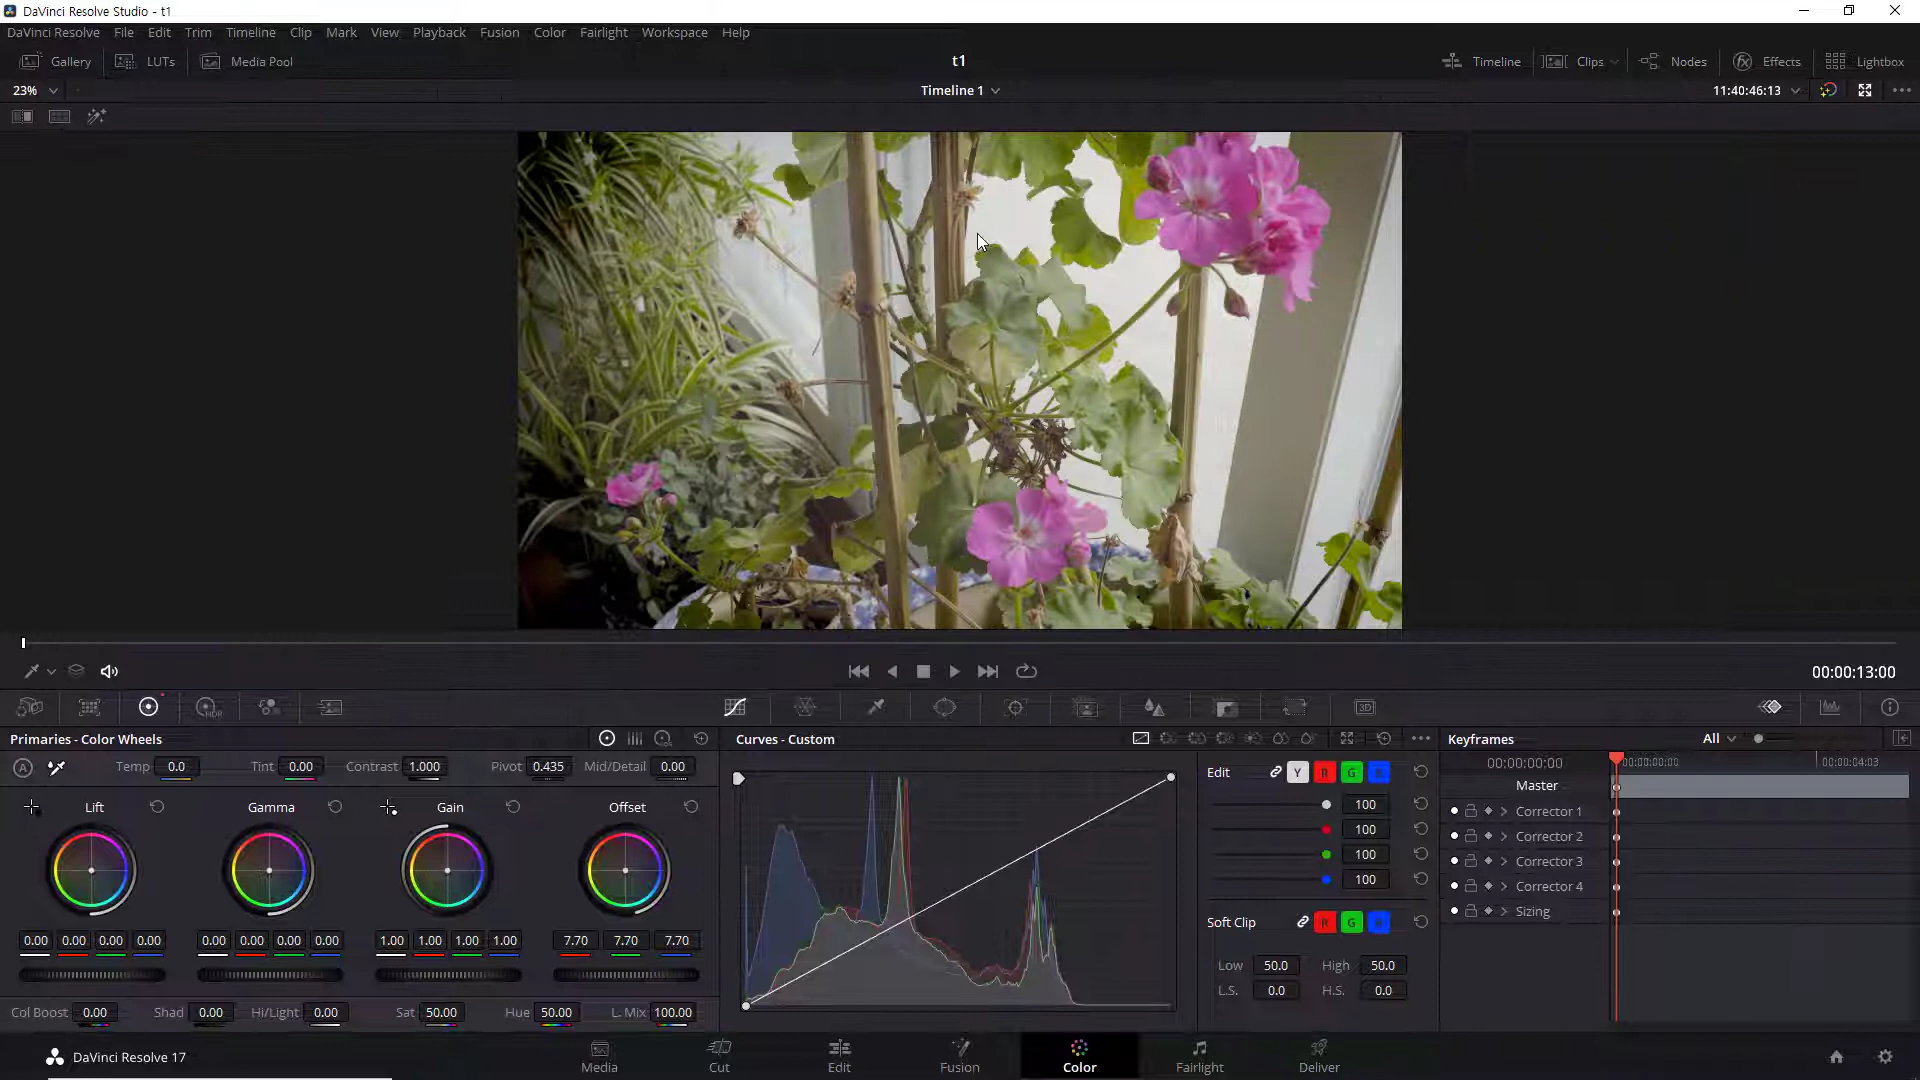 DaVinci Resolve Studio - t1
DaVinci Resolve File Edit Trim Timeline Clip Mark View Playback Fusion Color Fairlight Workspace Help
Gallery LUTs Media Pool t1 Timeline Clips Nodes Effects Lightbox
23% Timeline 1 11:40:46:13
00:00:13:00
HDR 3D
Primaries - Color Wheels Curves - Custom Keyframes All
A Temp 0.0 Tint 0.00 Contrast 1.000 Pivot 0.435 Mid/Detail 0.00
Edit Y R G B
00:00:00:00 00:00:00:00 00:00:04:03
Master
Lift Gamma Gain Offset
100
100
100
100
Corrector 1
Corrector 2
Corrector 3
Corrector 4
Sizing
Soft Clip R G B
0.00 0.00 0.00 0.00 0.00 0.00 0.00 0.00 1.00 1.00 1.00 1.00 7.70 7.70 7.70
Low 50.0 High 50.0
L.S. 0.0 H.S. 0.0
Col Boost 0.00 Shad 0.00 Hi/Light 0.00 Sat 50.00 Hue 50.00 L. Mix 100.00
DaVinci Resolve 17
Media Cut Edit Fusion Color Fairlight Deliver